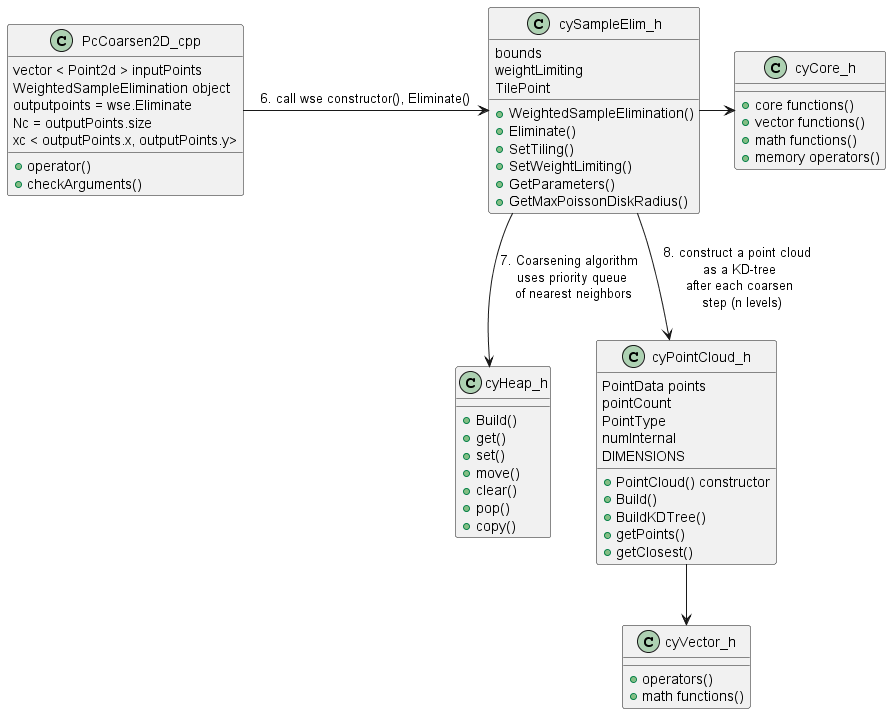 C PcCoarsen2D_cpp
vector < Point2d > inputPoints
WeightedSampleElimination object
outputpoints = wse.Eliminate
Nc = outputPoints.size
xc < outputPoints.x, outputPoints.y>
operator()
checkArguments()
6. call wse constructor(), Eliminate()
C cySampleElim_h
bounds
weightLimiting
TilePoint
WeightedSampleElimination()
Eliminate()
SetTiling()
SetWeightLimiting()
GetParameters()
GetMaxPoissonDiskRadius()
C cyCore_h
core functions()
vector functions()
math functions()
memory operators()
7. Coarsening algorithm
uses priority queue
of nearest neighbors
8. construct a point cloud
as a KD-tree
after each coarsen
step (n levels)
C cyHeap_h
Build()
get()
set()
move()
clear()
pop()
copy()
C cyPointCloud_h
PointData points
pointCount
PointType
numInternal
DIMENSIONS
PointCloud() constructor
Build()
BuildKDTree()
getPoints()
getClosest()
C cyVector_h
operators()
math functions()